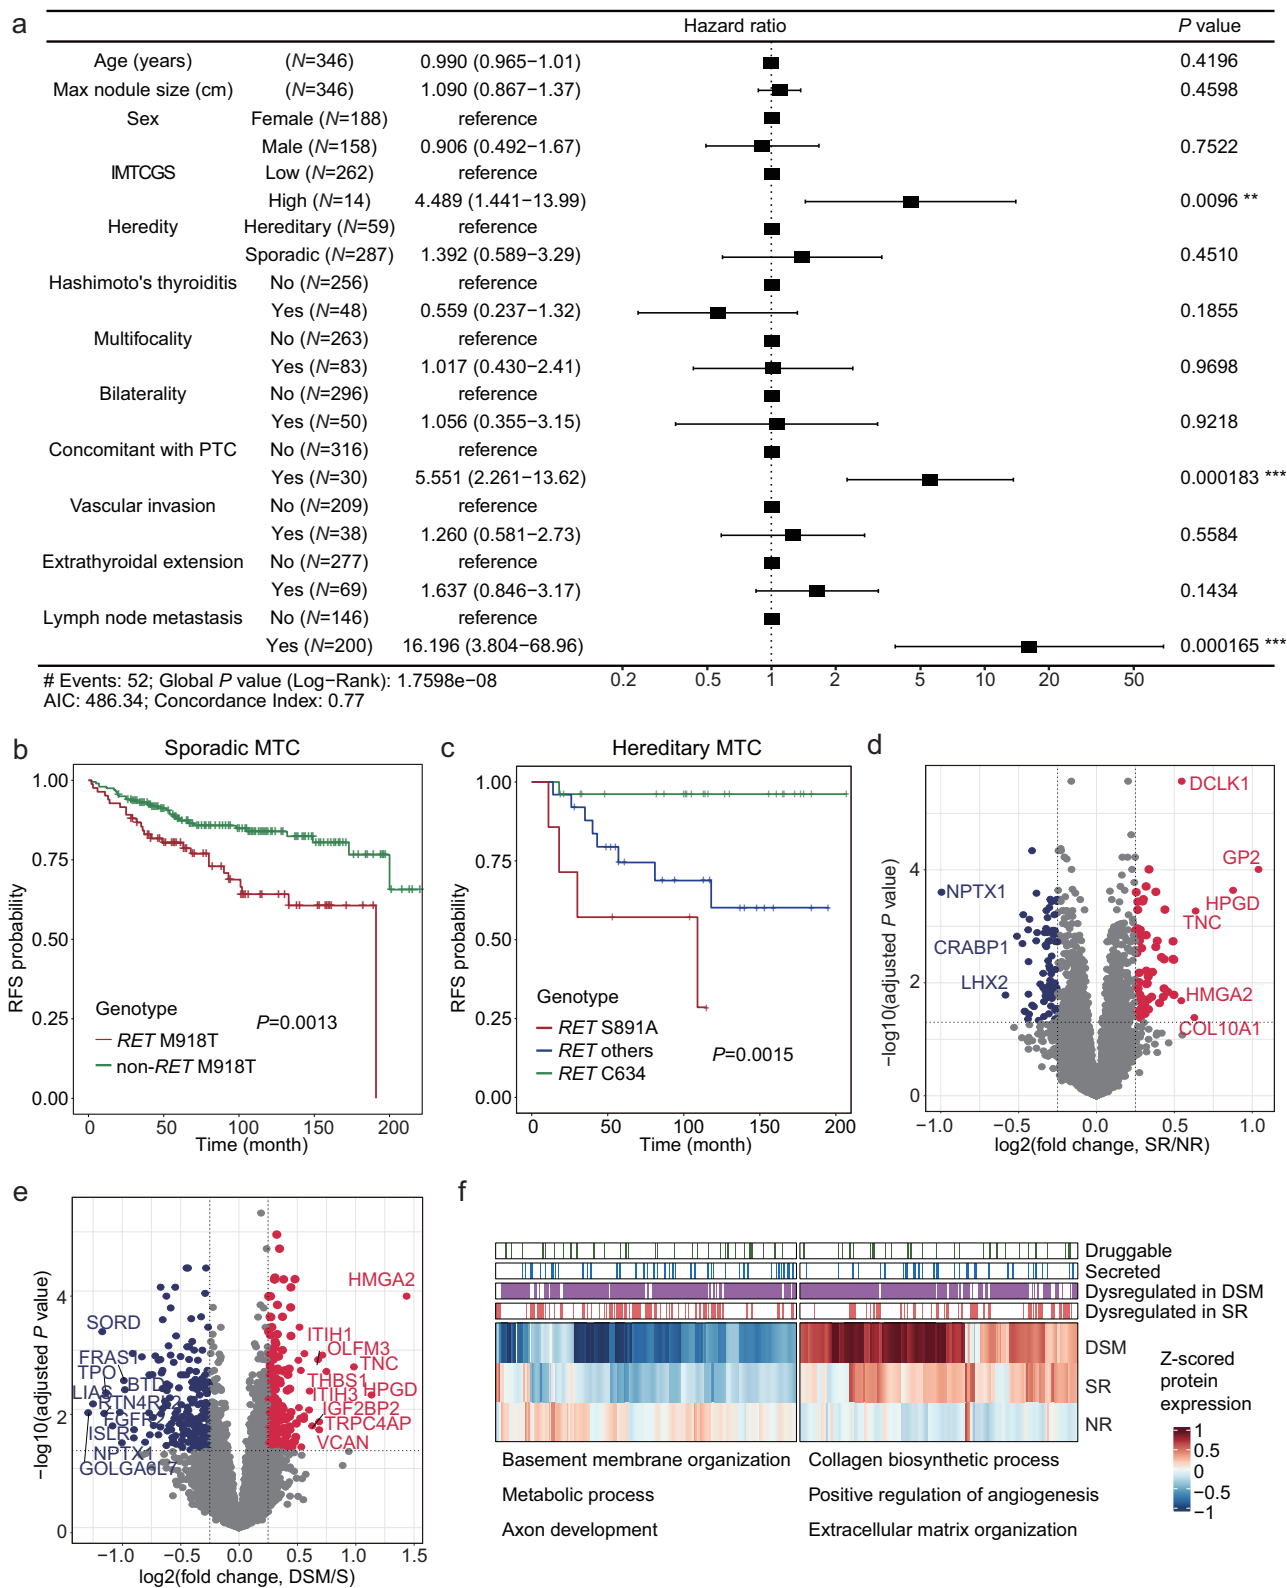 a
Hazard ratio P value
Age (years) (N=346) 0.990 (0.965−1.01) 0.4196
Max nodule size (cm) (N=346) 1.090 (0.867−1.37) 0.4598
Sex Female (N=188) reference
Male (N=158) 0.906 (0.492−1.67) 0.7522
IMTCGS Low (N=262) reference
High (N=14) 4.489 (1.441−13.99) 0.0096 **
Heredity Hereditary (N=59) reference
Sporadic (N=287) 1.392 (0.589−3.29) 0.4510
Hashimoto's thyroiditis No (N=256) reference
Yes (N=48) 0.559 (0.237−1.32) 0.1855
Multifocality No (N=263) reference
Yes (N=83) 1.017 (0.430−2.41) 0.9698
Bilaterality No (N=296) reference
Yes (N=50) 1.056 (0.355−3.15) 0.9218
Concomitant with PTC No (N=316) reference
Yes (N=30) 5.551 (2.261−13.62) 0.000183 ***
Vascular invasion No (N=209) reference
Yes (N=38) 1.260 (0.581−2.73) 0.5584
Extrathyroidal extension No (N=277) reference
Yes (N=69) 1.637 (0.846−3.17) 0.1434
Lymph node metastasis No (N=146) reference
Yes (N=200) 16.196 (3.804−68.96) 0.000165 ***
# Events: 52; Global P value (Log−Rank): 1.7598e−08
AIC: 486.34; Concordance Index: 0.77
0.2 0.5 1 2 5 10 20 50
b
Sporadic MTC
RFS probability
1.00
0.75
0.50
0.25
0.00
Genotype
RET M918T
non-RET M918T
P=0.0013
0 50 100 150 200
Time (month)
c
Hereditary MTC
RFS probability
1.00
0.75
0.50
0.25
0.00
Genotype
RET S891A
RET others
RET C634
P=0.0015
0 50 100 150 200
Time (month)
d
−log10(adjusted P value)
4
2
0
DCLK1
GP2
NPTX1
HPGD
TNC
CRABP1
LHX2
HMGA2
COL10A1
−1.0 −0.5 0.0 0.5 1.0
log2(fold change, SR/NR)
e
−log10(adjusted P value)
4
2
0
HMGA2
SORD
ITIH1
OLFM3
FRAS1
TNC
TPO
BTD
THBS1
LIAS
ITIH3
HPGD
RTN4RL2
IGF2BP2
FGFR2
TRPC4AP
ISLR
VCAN
NPTX1
GOLGA6L7
−1.0 −0.5 0.0 0.5 1.0 1.5
log2(fold change, DSM/S)
f
Druggable
Secreted
Dysregulated in DSM
Dysregulated in SR
DSM
SR
NR
Z-scored
protein
expression
1
0.5
0
−0.5
−1
Basement membrane organization
Metabolic process
Axon development
Collagen biosynthetic process
Positive regulation of angiogenesis
Extracellular matrix organization